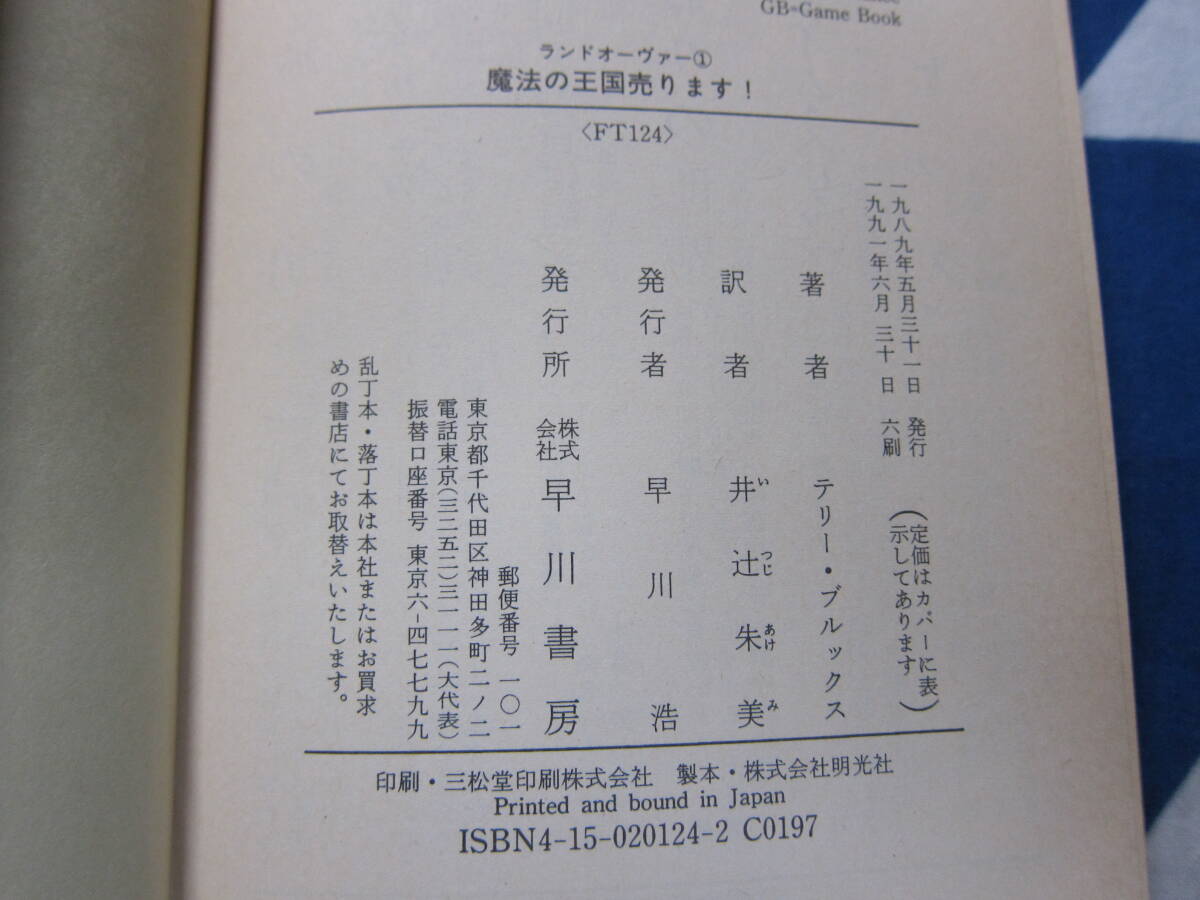 GB=Game Book
ランドオーヴァー①
魔法の王国売ります!
〈FT124〉
一九八九年五月三十一日 発行
一九九一年六月三十日 六刷
(定価はカバーに表
示してあります)
著者 テリー・ブルックス
訳者 井辻朱美
い つじ あけ み
発行者 早川浩
発行所 株式会社 早川書房
郵便番号 一〇一
東京都千代田区神田多町二ノ二
電話東京(三二五二)三一一一(大代表)
振替口座番号 東京六-四七七九九
乱丁本・落丁本は本社またはお買求
めの書店にてお取替えいたします。
印刷・三松堂印刷株式会社 製本・株式会社明光社
Printed and bound in Japan
ISBN4-15-020124-2 C0197